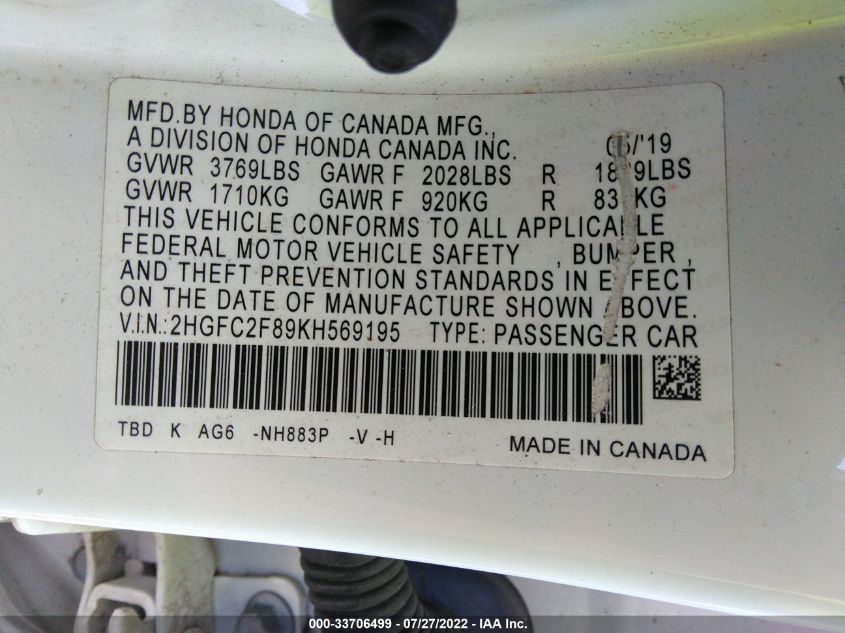 MFD.BY HONDA OF CANADA MFG.,
A DIVISION OF HONDA CANADA INC.
GVWR 3769LBS GAWR F 2028LBS R
GVWR 1710KG GAWR F 920KG R
THIS VEHICLE CONFORMS TO ALL APPLICABLE
FEDERAL MOTOR VEHICLE SAFETY , BUMPER ,
AND THEFT PREVENTION STANDARDS IN EFFECT
ON THE DATE OF MANUFACTURE SHOWN ABOVE.
V.I.N.:2HGFC2F89KH569195 TYPE: PASSENGER CAR
TBD K AG6 -NH883P -V -H
MADE IN CANADA
000-33706499 - 07/27/2022 - IAA Inc.